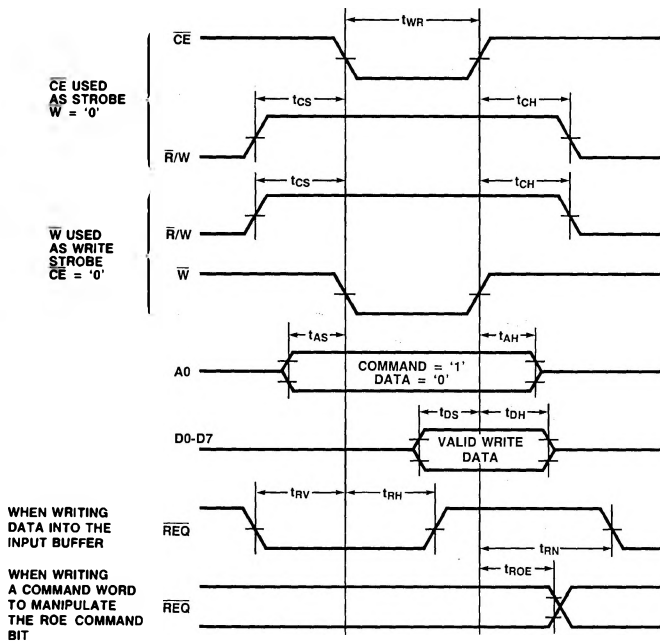 tWR
CE
CE USED
AS STROBE
W = '0'
tCS
tCH
R/W
tCS
tCH
W USED
AS WRITE
STROBE
CE = '0'
R/W
W
tAS
tAH
A0
COMMAND = '1'
DATA = '0'
tDS
tDH
D0-D7
VALID WRITE
DATA
tRV
tRH
WHEN WRITING
DATA INTO THE
INPUT BUFFER
REQ
tRN
tROE
WHEN WRITING
A COMMAND WORD
TO MANIPULATE
THE ROE COMMAND
BIT
REQ